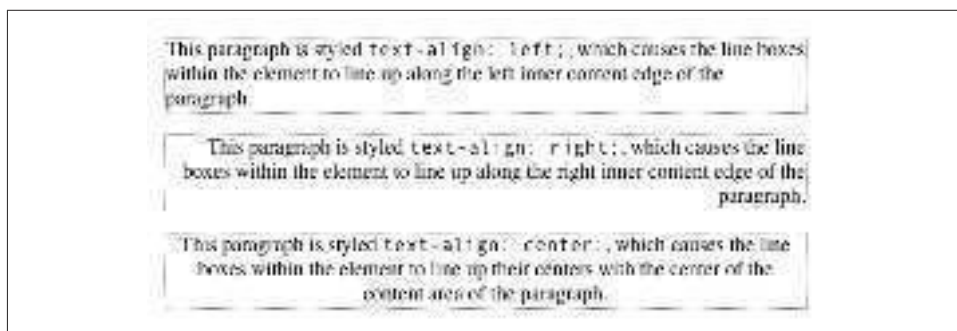 This paragraph is styled text-align: left;, which causes the line boxes
within the element to line up along the left inner content edge of the
paragraph.
This paragraph is styled text-align: right;, which causes the line
boxes within the element to line up along the right inner content edge of the
paragraph.
This paragraph is styled text-align: center;, which causes the line
boxes within the element to line up their centers with the center of the
content area of the paragraph.